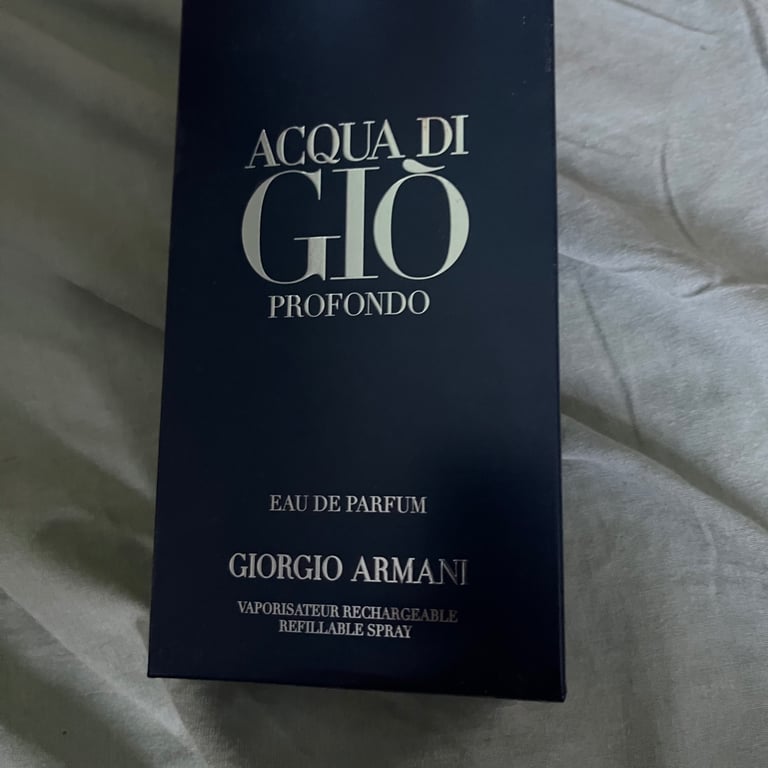 ACQUA DI
GIÒ
PROFONDO
EAU DE PARFUM
GIORGIO ARMANI
VAPORISATEUR RECHARGEABLE
REFILLABLE SPRAY